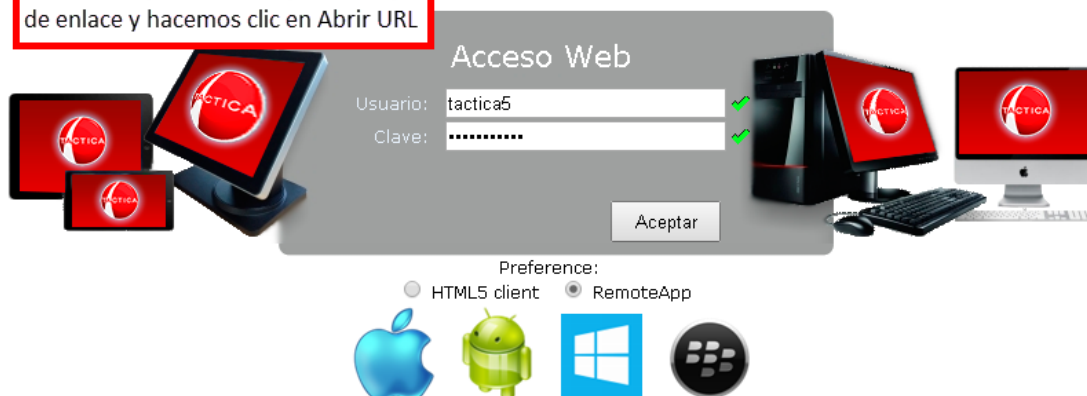 de enlace y hacemos clic en Abrir URL
Acceso Web
Usuario: tactica5
Clave: •••••••••••
Aceptar
Preference:
HTML5 client RemoteApp
TACTICA
TACTICA
TACTICA
TACTICA
TACTICA